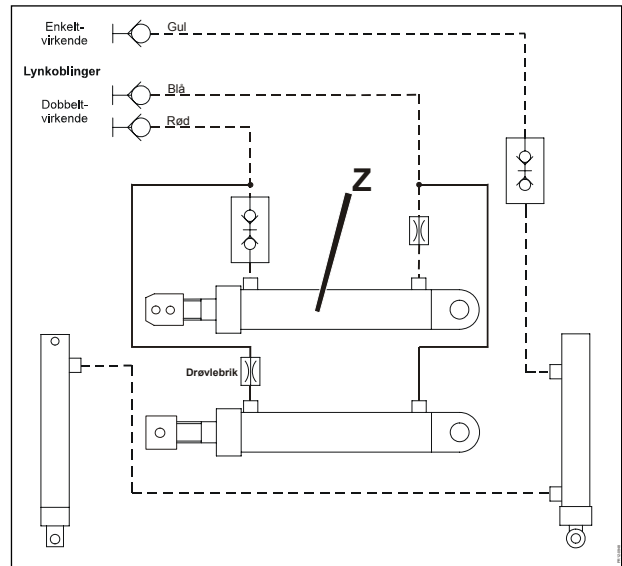 Enkelt-
virkende
Gul
Lynkoblinger
Blå
Dobbelt-
virkende
Rød
Z
Drøvlebrik